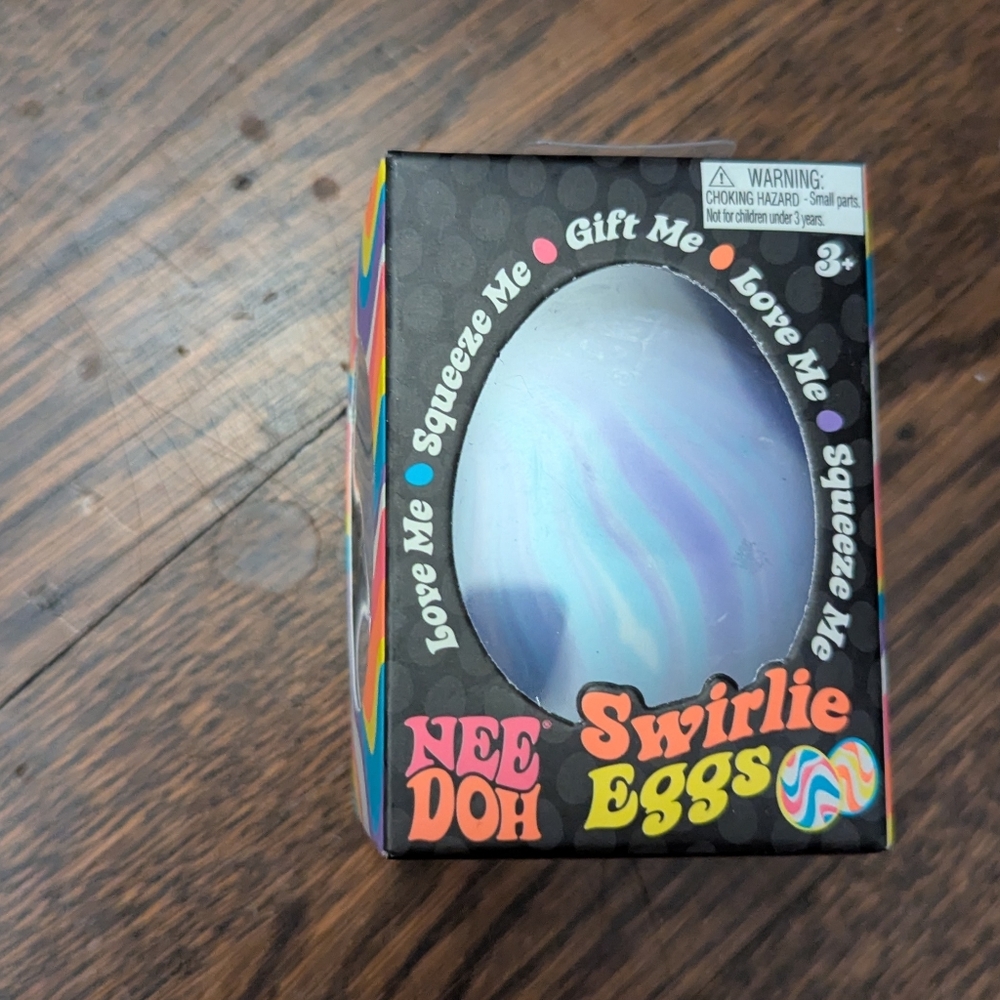 ⚠ WARNING:
CHOKING HAZARD - Small parts.
Not for children under 3 years.
3+
Love Me Squeeze Me Gift Me Love Me Squeeze Me
NEE
DOH®
Swirlie
Eggs